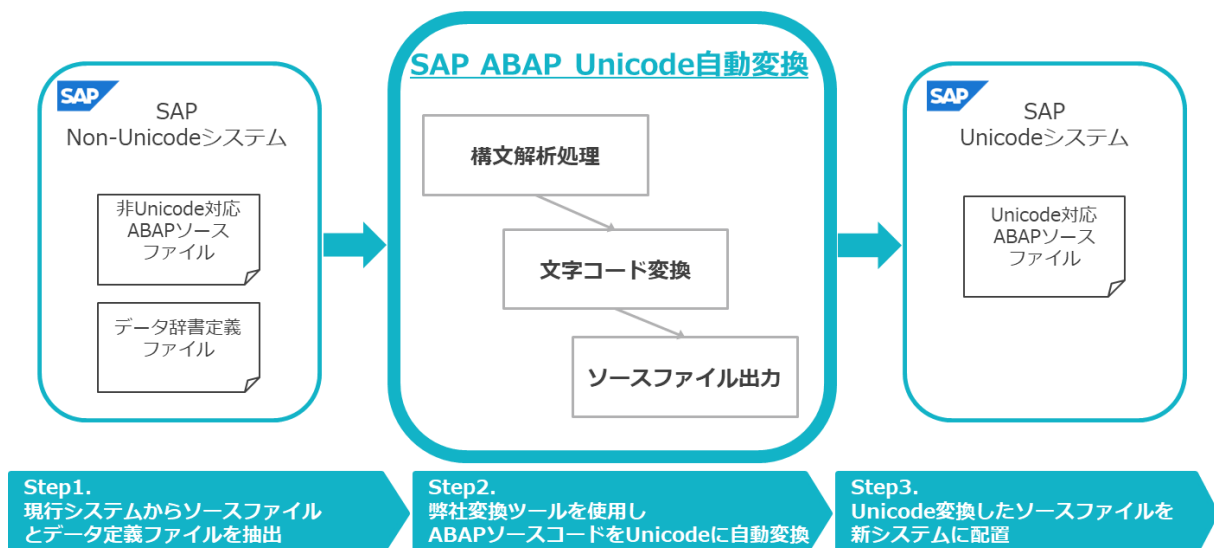 SAP ABAP Unicode自動変換
SAP
SAP
Non-Unicodeシステム
非Unicode対応
ABAPソース
ファイル
データ辞書定義
ファイル
構文解析処理
文字コード変換
ソースファイル出力
SAP
SAP
Unicodeシステム
Unicode対応
ABAPソース
ファイル
Step1.
現行システムからソースファイル
とデータ定義ファイルを抽出
Step2.
弊社変換ツールを使用し
ABAPソースコードをUnicodeに自動変換
Step3.
Unicode変換したソースファイルを
新システムに配置